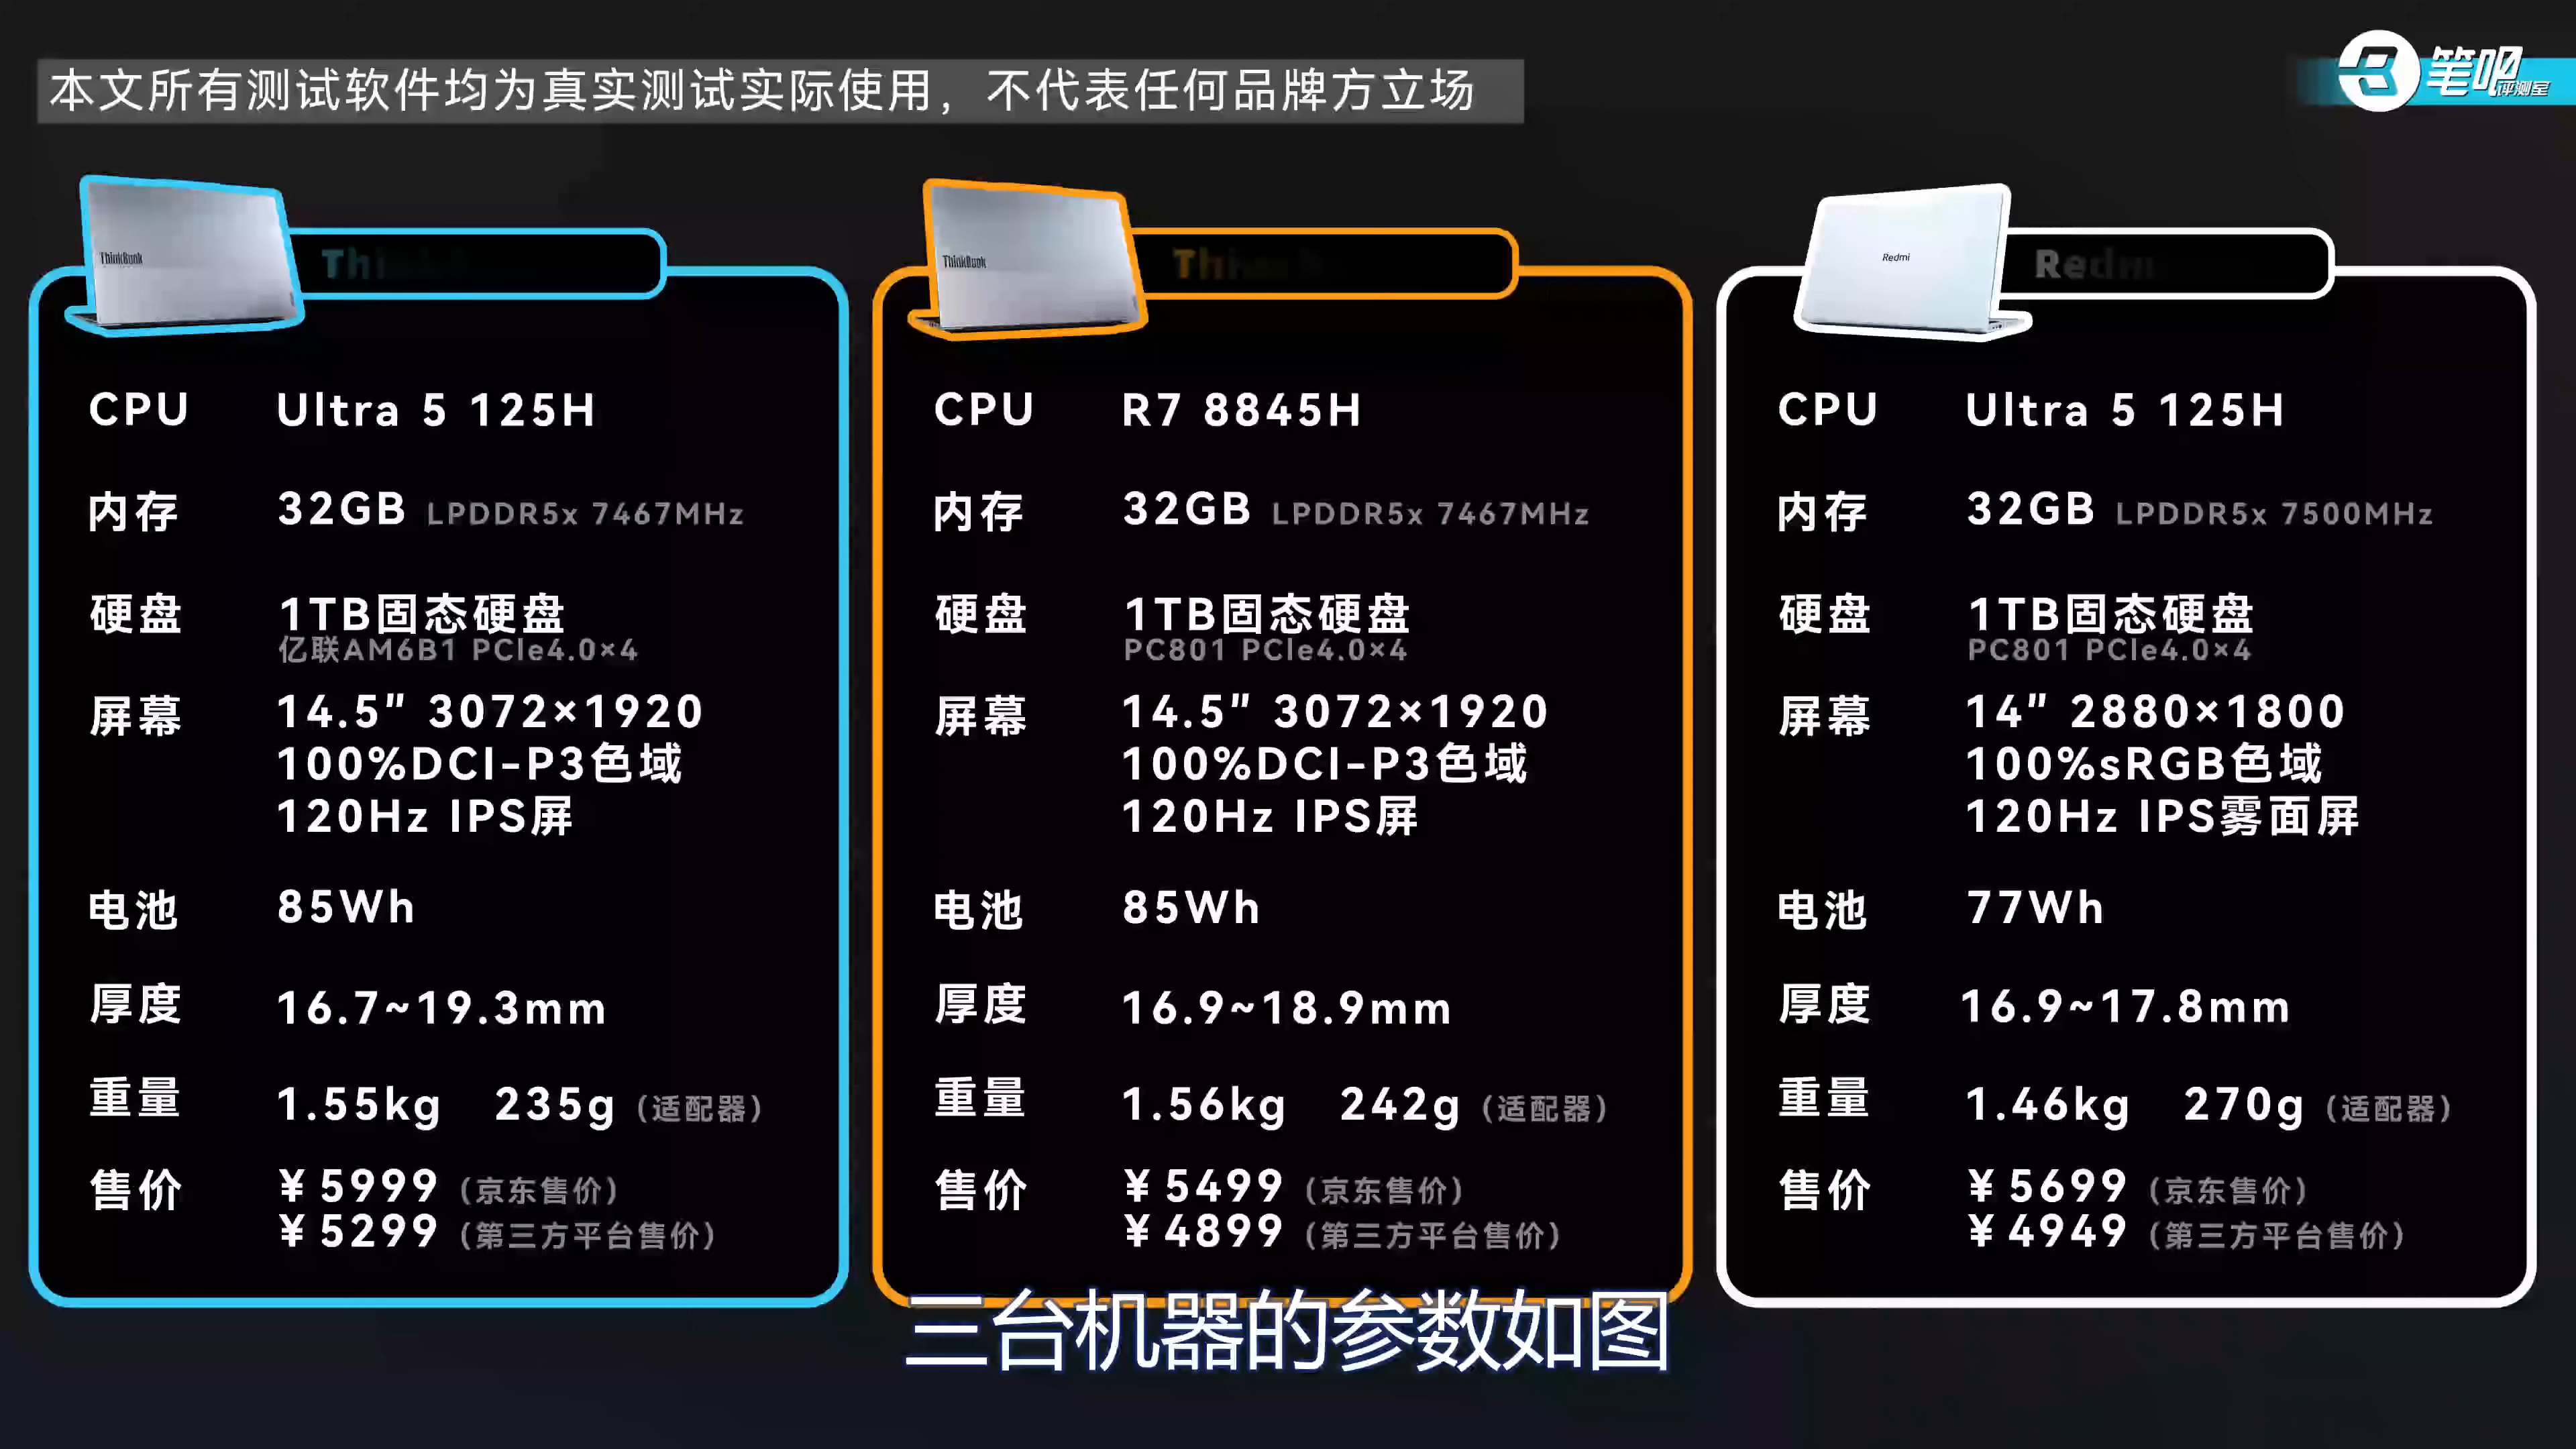 本文所有测试软件均为真实测试实际使用，不代表任何品牌方立场
笔吧评测室
ThinkBook
CPU Ultra 5 125H
内存 32GB LPDDR5x 7467MHz
硬盘 1TB固态硬盘
亿联AM6B1 PCIe4.0×4
屏幕 14.5" 3072×1920
100%DCI-P3色域
120Hz IPS屏
电池 85Wh
厚度 16.7~19.3mm
重量 1.55kg 235g（适配器）
售价 ¥5999（京东售价）
¥5299（第三方平台售价）
ThinkBook
CPU R7 8845H
内存 32GB LPDDR5x 7467MHz
硬盘 1TB固态硬盘
PC801 PCIe4.0×4
屏幕 14.5" 3072×1920
100%DCI-P3色域
120Hz IPS屏
电池 85Wh
厚度 16.9~18.9mm
重量 1.56kg 242g（适配器）
售价 ¥5499（京东售价）
¥4899（第三方平台售价）
Redmi
CPU Ultra 5 125H
内存 32GB LPDDR5x 7500MHz
硬盘 1TB固态硬盘
PC801 PCIe4.0×4
屏幕 14" 2880×1800
100%sRGB色域
120Hz IPS雾面屏
电池 77Wh
厚度 16.9~17.8mm
重量 1.46kg 270g（适配器）
售价 ¥5699（京东售价）
¥4949（第三方平台售价）
三台机器的参数如图